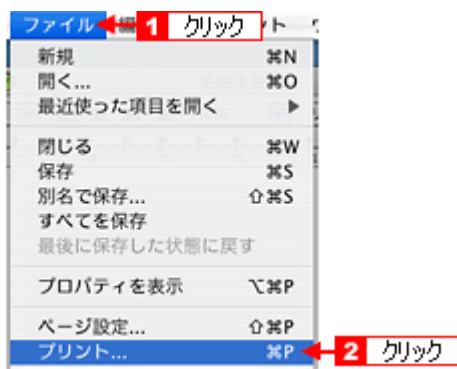 ファイル 1 クリック ント
新規 ⌘N
開く... ⌘O
最近使った項目を開く ▶
閉じる ⌘W
保存 ⌘S
別名で保存... ⇧⌘S
すべてを保存
最後に保存した状態に戻す
プロパティを表示 ⌥⌘P
ページ設定... ⇧⌘P
プリント... ⌘P 2 クリック